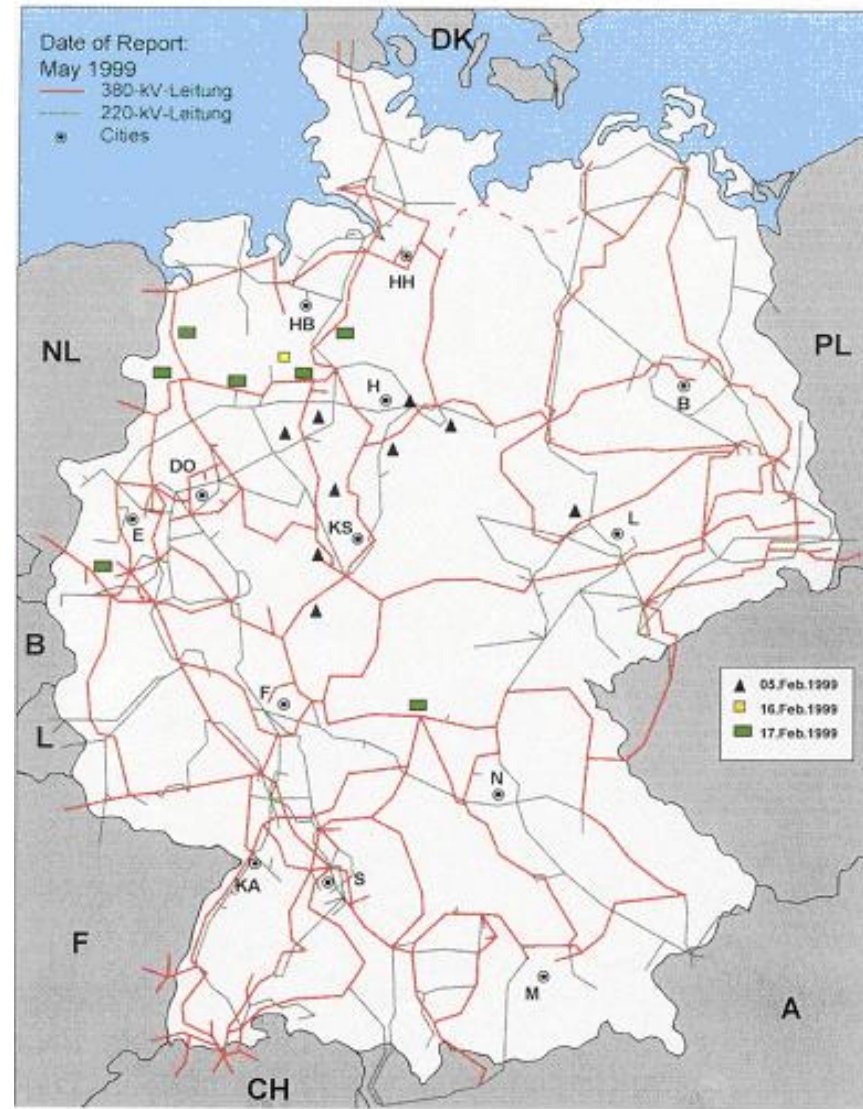 DK
Date of Report:
May 1999
380-kV-Leitung
220-kV-Leitung
Cities
HH
HB
NL
PL
H
B
DO
E
KS
L
B
L
F
05.Feb.1999
16.Feb.1999
17.Feb.1999
N
KA
S
F
M
A
CH